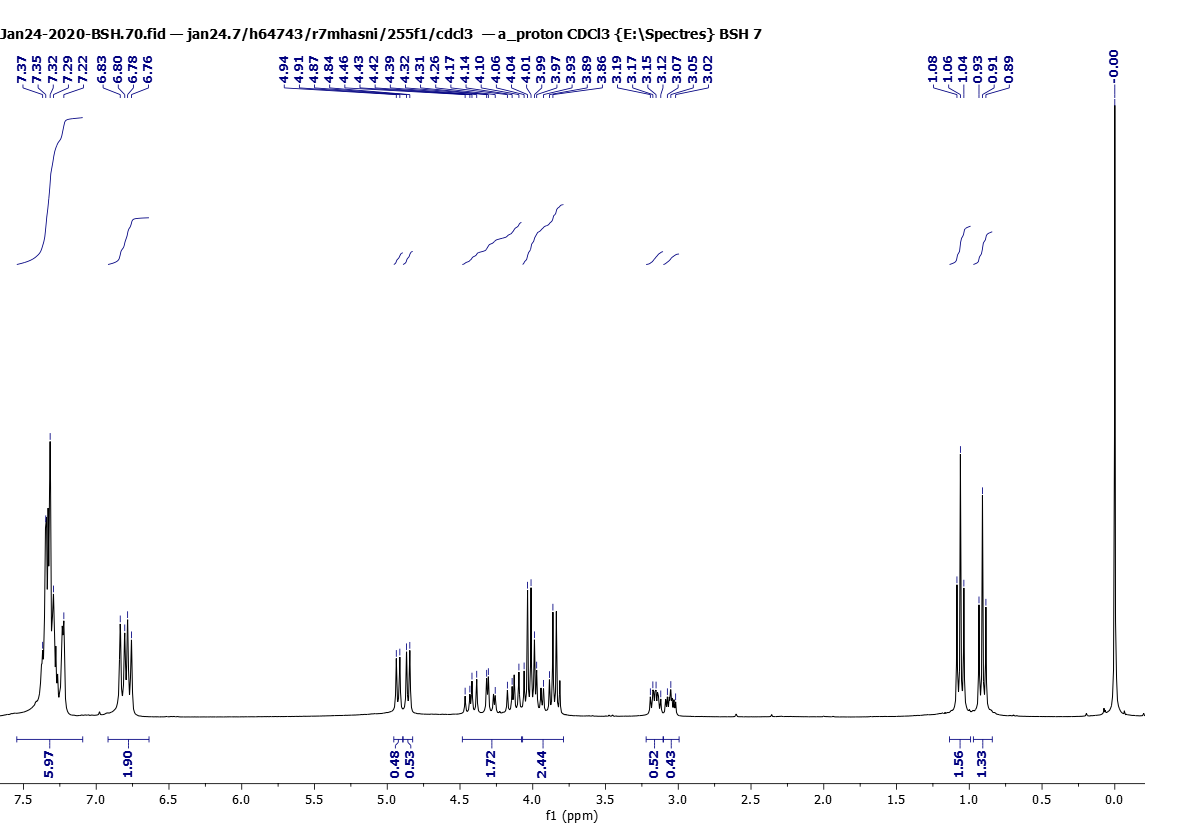 Jan24-2020-BSH.70.fid — jan24.7/h64743/r7mhasni/255f1/cdcl3 — a_proton CDCl3 {E:\Spectres} BSH 7
7.37 7.35 7.32 7.29 7.22 6.83 6.80 6.78 6.76 4.94 4.91 4.87 4.84 4.46 4.43 4.42 4.39 4.32 4.31 4.26 4.17 4.14 4.10 4.06 4.04 4.01 3.99 3.97 3.93 3.89 3.86 3.19 3.17 3.15 3.12 3.07 3.05 3.02 1.08 1.06 1.04 0.93 0.91 0.89 -0.00
5.97 1.90 0.48 0.53 1.72 2.44 0.52 0.43 1.56 1.33
7.5 7.0 6.5 6.0 5.5 5.0 4.5 4.0 3.5 3.0 2.5 2.0 1.5 1.0 0.5 0.0
f1 (ppm)